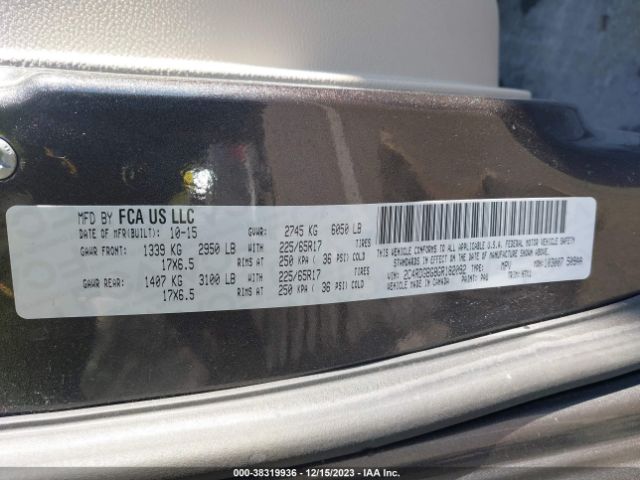 MFD BY FCA US LLC
DATE OF MFR(BUILT): 10-15 GVWR: 2745 KG 6050 LB
GAWR FRONT: 1339 KG 2950 LB WITH 225/65R17 TIRES
17X6.5 RIMS AT 250 KPA ( 36 PSI) COLD
GAWR REAR: 1407 KG 3100 LB WITH 225/65R17 TIRES
17X6.5 RIMS AT 250 KPA ( 36 PSI) COLD
THIS VEHICLE CONFORMS TO ALL APPLICABLE U.S.A. FEDERAL MOTOR VEHICLE SAFETY
STANDARDS IN EFFECT ON THE DATE OF MANUFACTURE SHOWN ABOVE.
VIN: TYPE: MPV MDH:
VEHICLE MADE IN CANADA PAINT: TRIM:
000-38319936 - 12/15/2023 - IAA Inc.